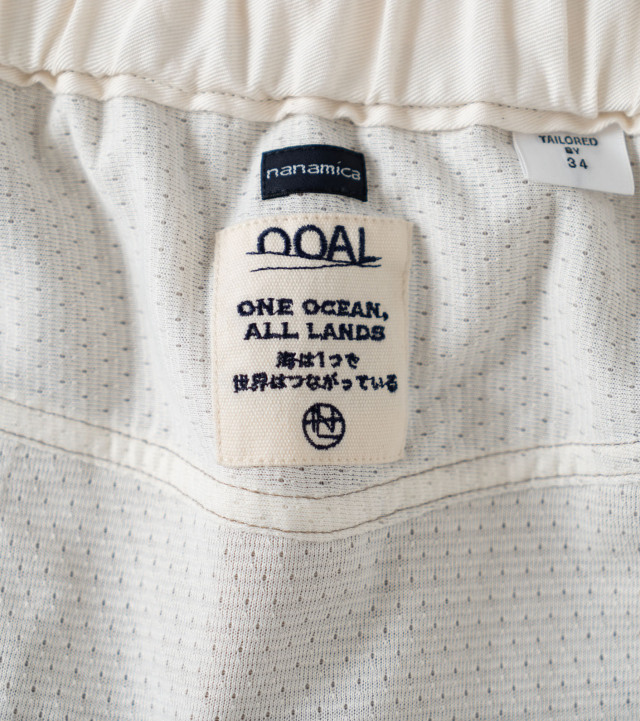 nanamica
TAILORED
BY
34
OOAL
ONE OCEAN,
ALL LANDS
海は1つで
世界はつながっている